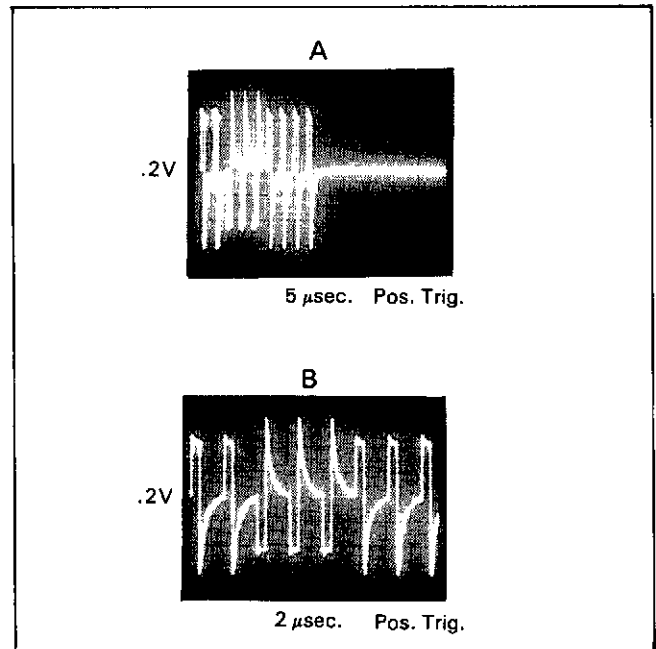 A
.2V
5 μsec. Pos. Trig.
B
.2V
2 μsec. Pos. Trig.